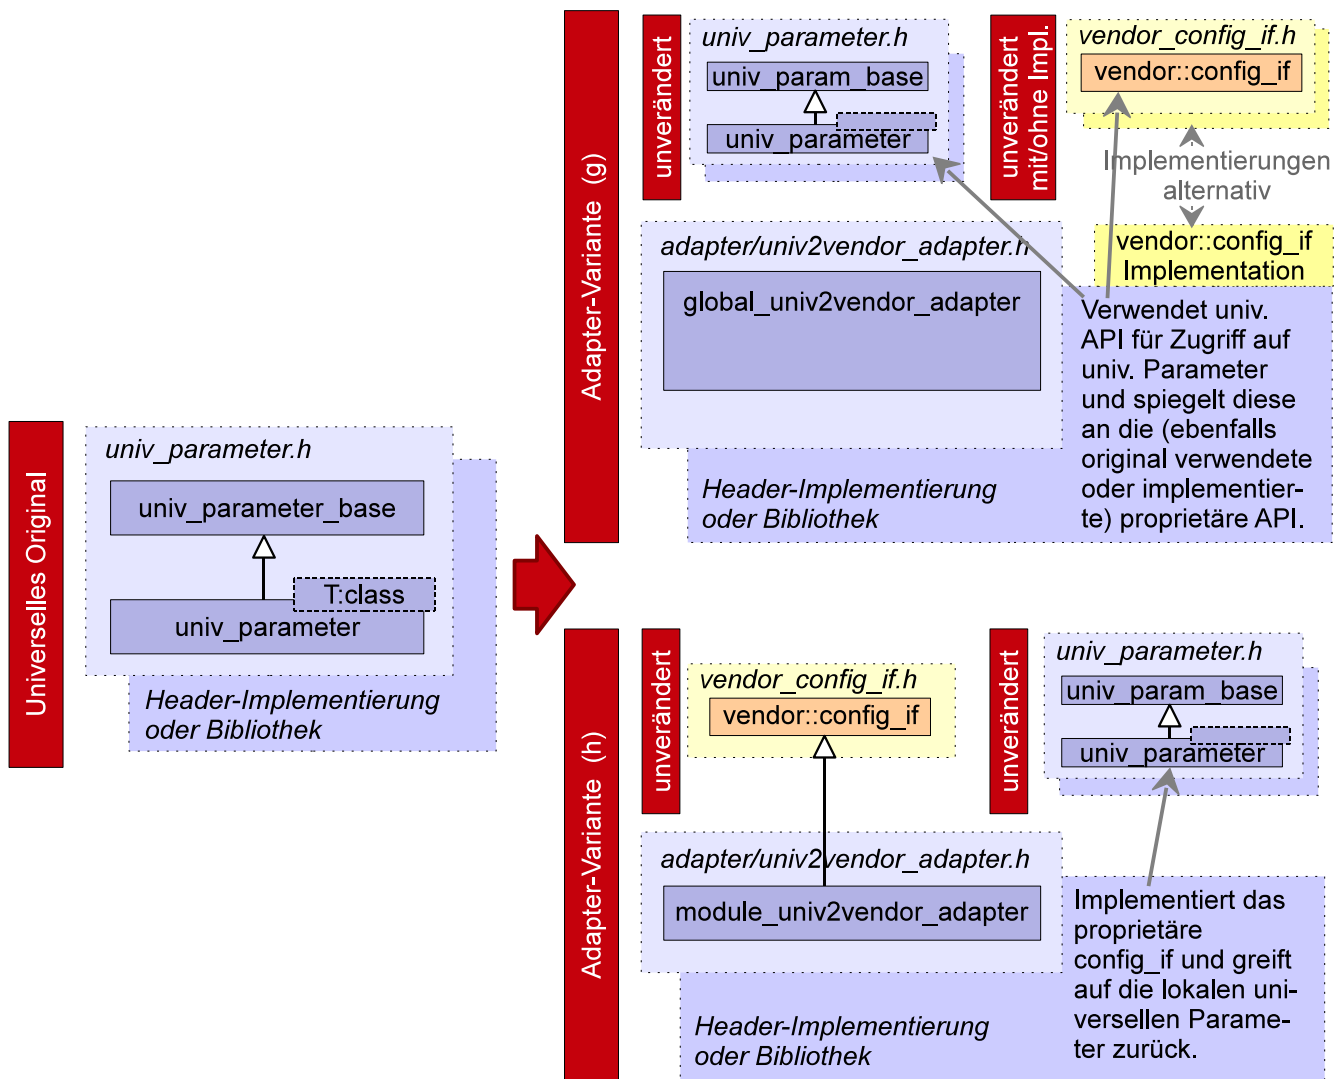 Universelles Original
univ_parameter.h
univ_parameter_base
T:class
univ_parameter
Header-Implementierung
oder Bibliothek
Adapter-Variante (g)
unverändert
univ_parameter.h
univ_param_base
univ_parameter
unverändert
mit/ohne Impl.
vendor_config_if.h
vendor::config_if
Implementierungen
alternativ
vendor::config_if
Implementation
adapter/univ2vendor_adapter.h
global_univ2vendor_adapter
Header-Implementierung
oder Bibliothek
Verwendet univ.
API für Zugriff auf
univ. Parameter
und spiegelt diese
an die (ebenfalls
original verwendete
oder implementier-
te) proprietäre API.
Adapter-Variante (h)
unverändert
vendor_config_if.h
vendor::config_if
unverändert
univ_parameter.h
univ_param_base
univ_parameter
adapter/univ2vendor_adapter.h
module_univ2vendor_adapter
Header-Implementierung
oder Bibliothek
Implementiert das
proprietäre
config_if und greift
auf die lokalen uni-
versellen Parame-
ter zurück.